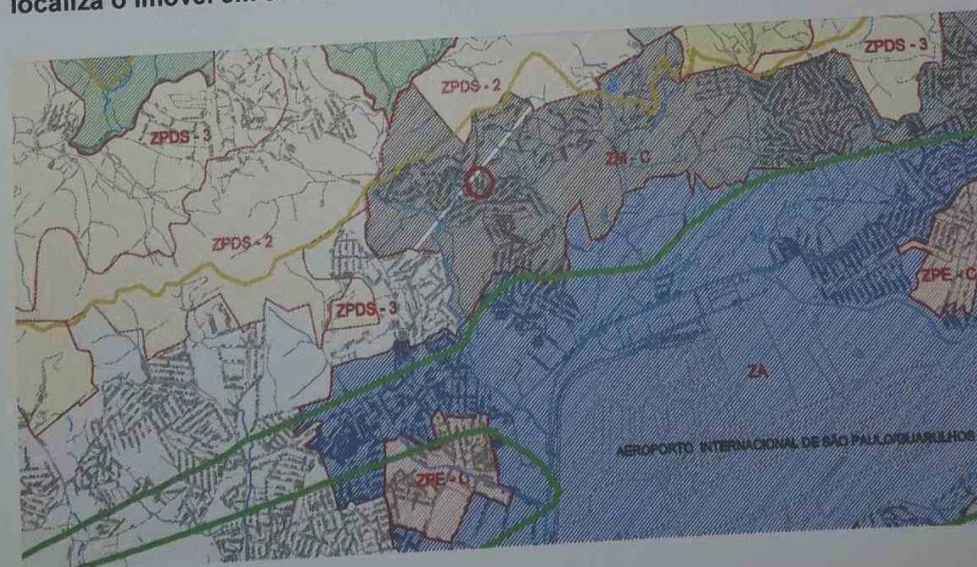 localiza o imóvel em
ZPDS - 3
ZPDS - 2
ZPDS - 3
ZM - C
ZPDS - 2
ZPE - C
ZPDS - 3
ZA
AEROPORTO INTERNACIONAL DE SÃO PAULO/GUARULHOS
ZPE - C